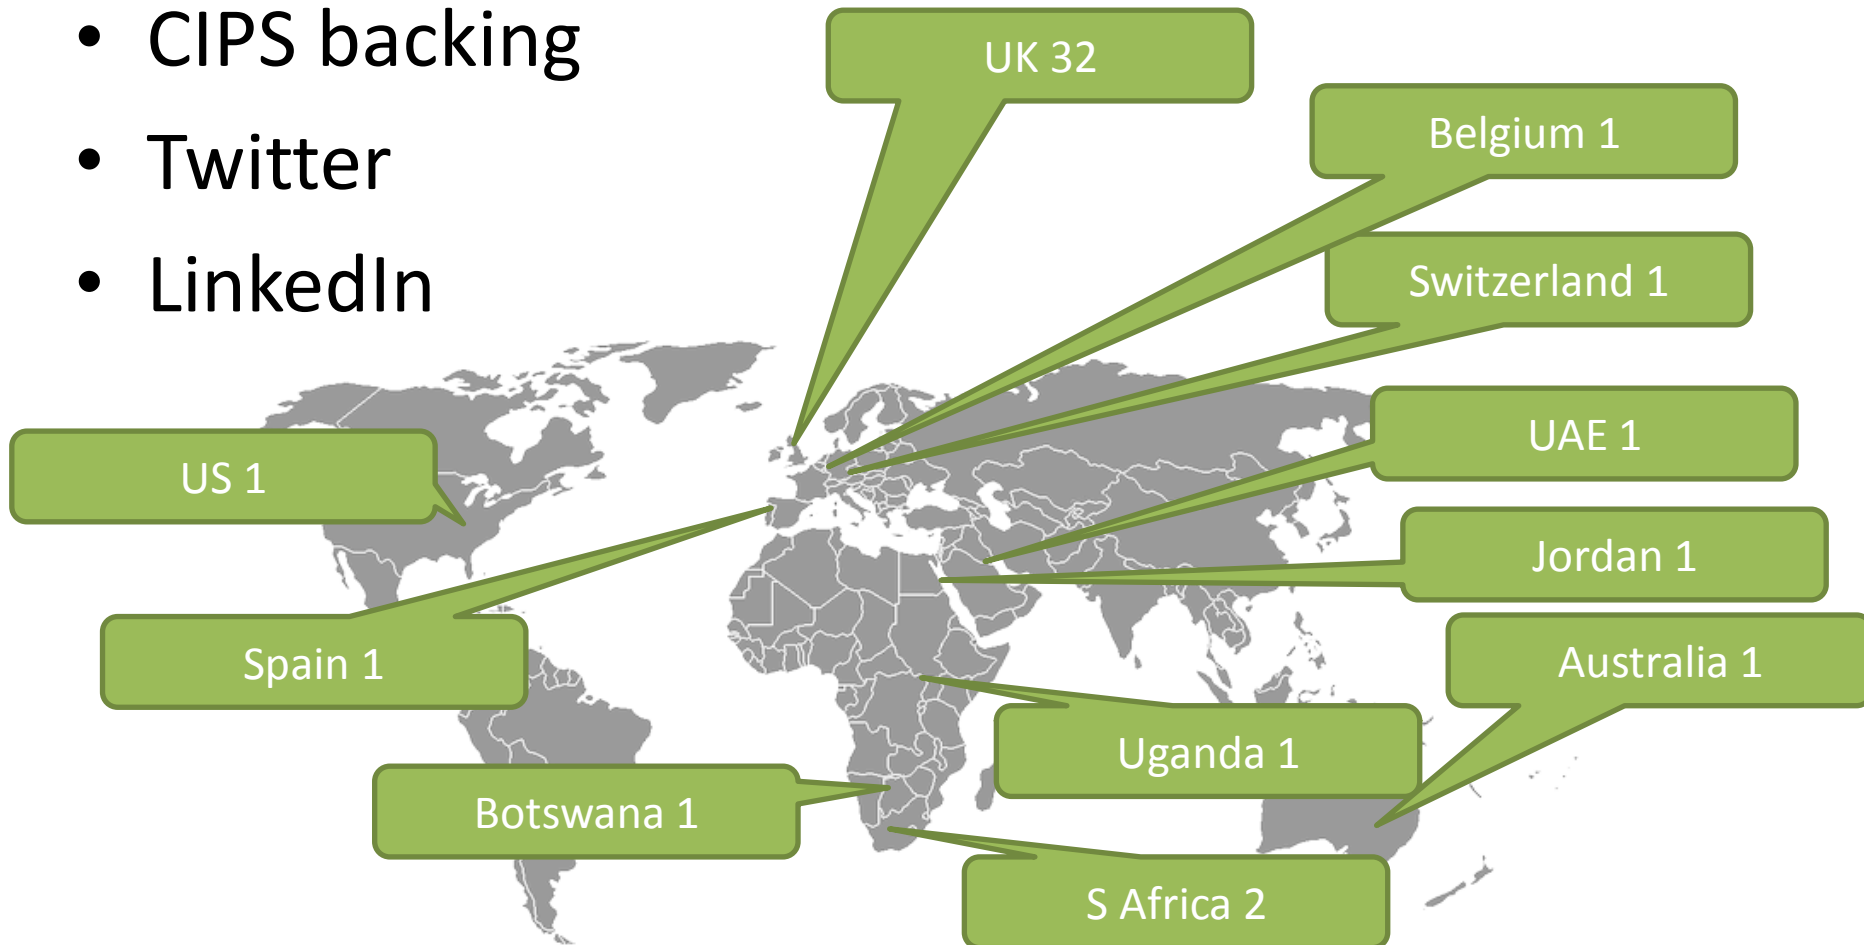 • CIPS backing
• Twitter
• LinkedIn
UK 32
Belgium 1
Switzerland 1
UAE 1
US 1
Jordan 1
Spain 1
Australia 1
Uganda 1
Botswana 1
S Africa 2